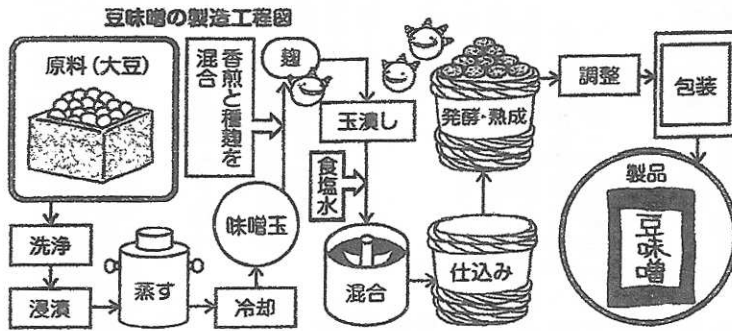 豆味噌の製造工程図
原料(大豆)
洗浄
浸漬
蒸す
冷却
味噌玉
香煎と種麹を
混合
麹
玉潰し
食塩水
混合
仕込み
発酵・熟成
調整
包装
製品
豆味噌